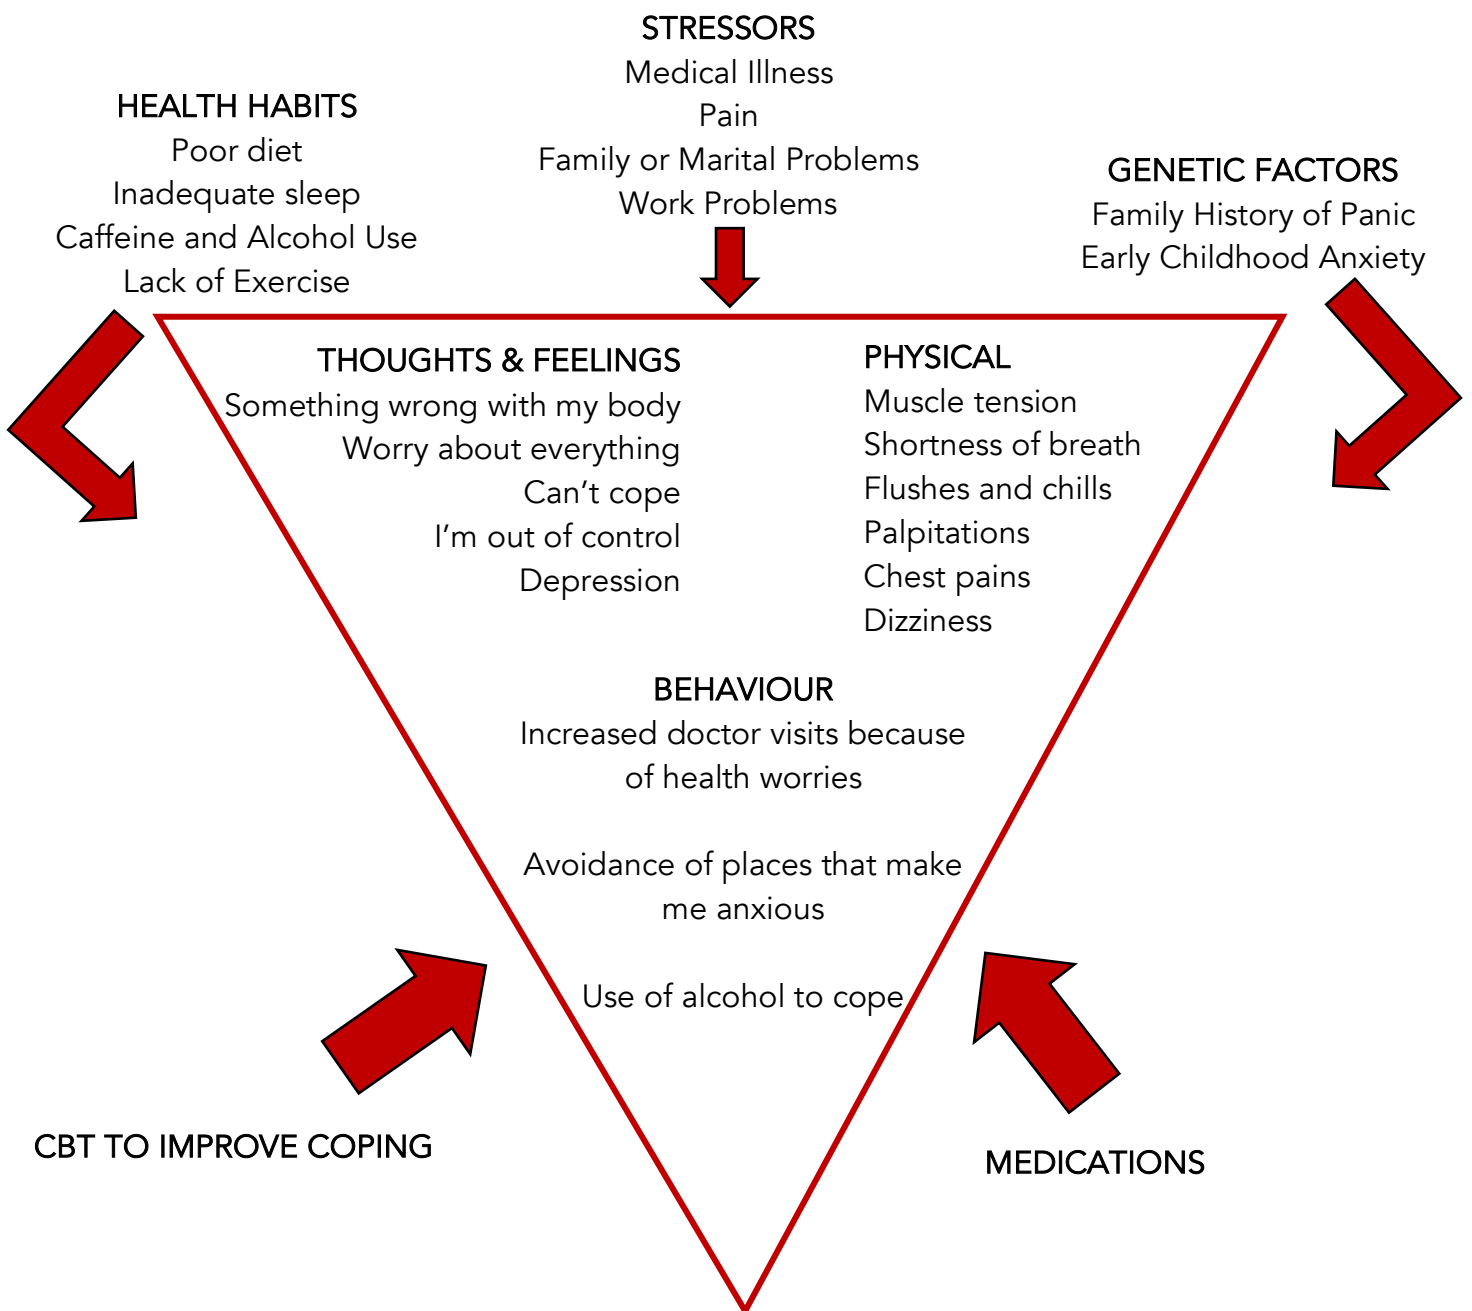 STRESSORS
Medical Illness
Pain
Family or Marital Problems
Work Problems
HEALTH HABITS
Poor diet
Inadequate sleep
Caffeine and Alcohol Use
Lack of Exercise
GENETIC FACTORS
Family History of Panic
Early Childhood Anxiety
THOUGHTS & FEELINGS
Something wrong with my body
Worry about everything
Can’t cope
I’m out of control
Depression
PHYSICAL
Muscle tension
Shortness of breath
Flushes and chills
Palpitations
Chest pains
Dizziness
BEHAVIOUR
Increased doctor visits because
of health worries
Avoidance of places that make
me anxious
Use of alcohol to cope
CBT TO IMPROVE COPING
MEDICATIONS